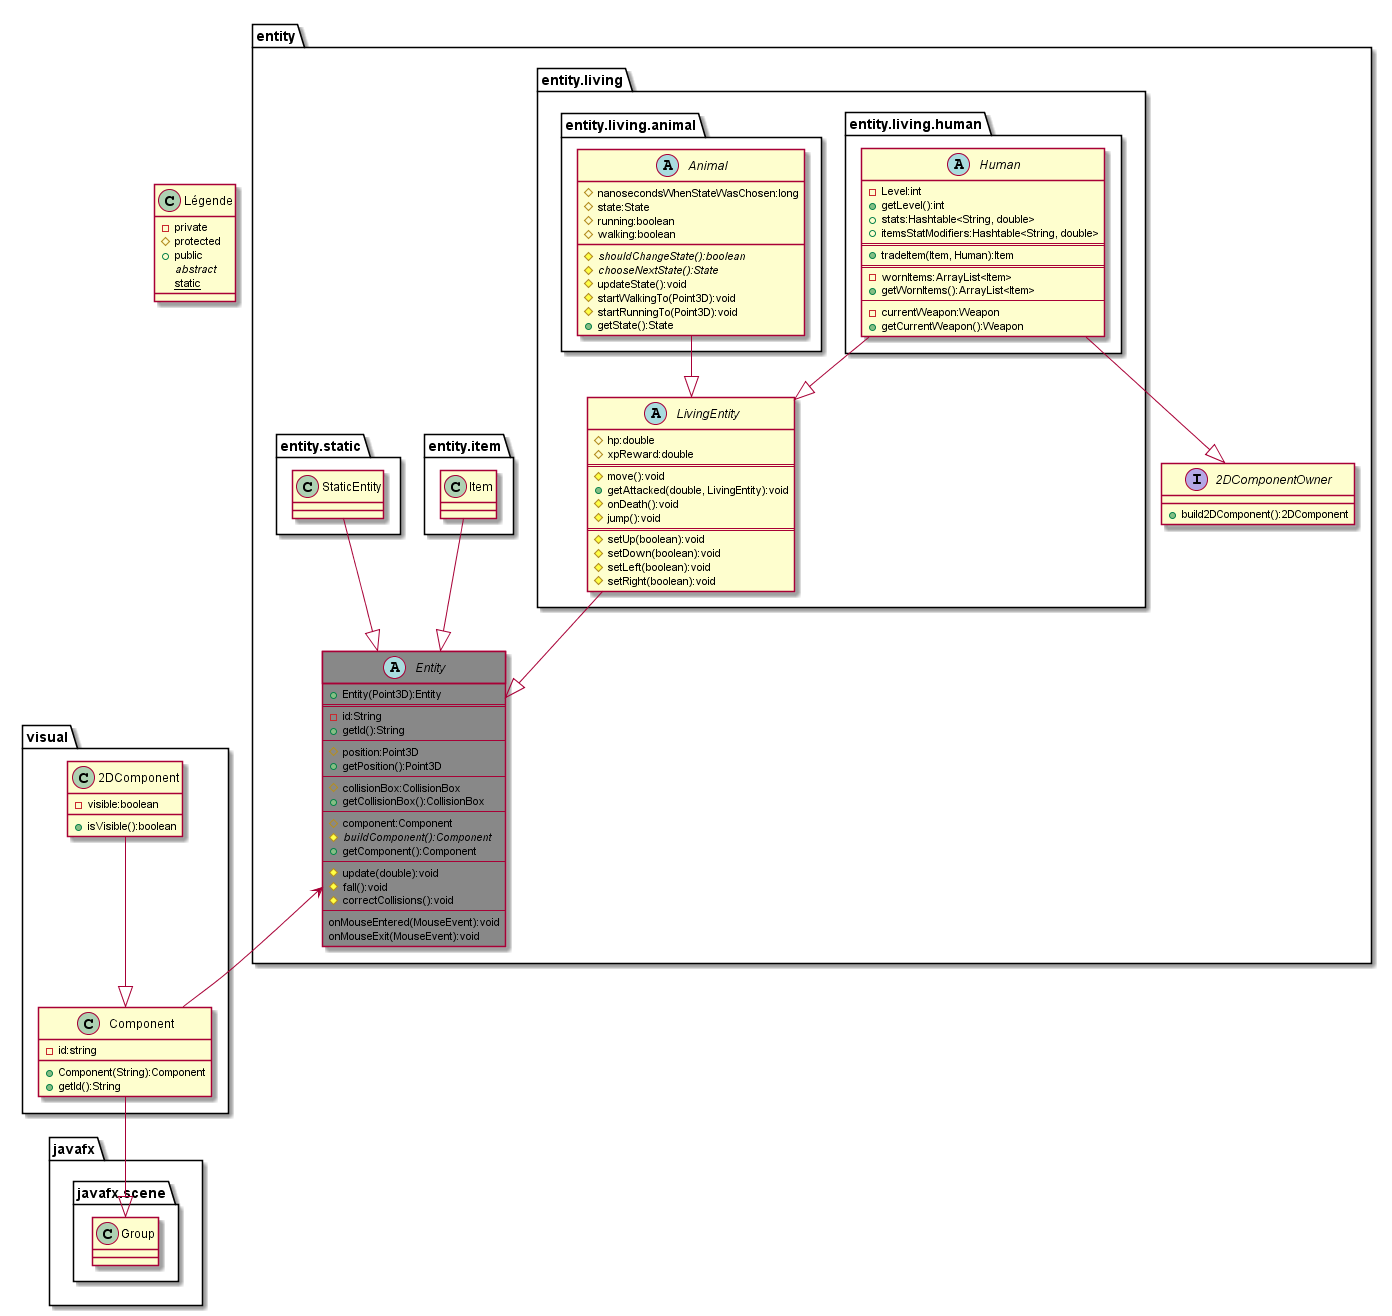 entity
entity.living
entity.living.animal
A Animal
nanosecondsWhenStateWasChosen:long
state:State
running:boolean
walking:boolean
shouldChangeState():boolean
chooseNextState():State
updateState():void
startWalkingTo(Point3D):void
startRunningTo(Point3D):void
getState():State
entity.living.human
A Human
Level:int
getLevel():int
stats:Hashtable<String, double>
itemsStatModifiers:Hashtable<String, double>
tradeItem(Item, Human):Item
wornItems:ArrayList<Item>
getWornItems():ArrayList<Item>
currentWeapon:Weapon
getCurrentWeapon():Weapon
C Légende
private
protected
public
abstract
static
A LivingEntity
hp:double
xpReward:double
move():void
getAttacked(double, LivingEntity):void
onDeath():void
jump():void
setUp(boolean):void
setDown(boolean):void
setLeft(boolean):void
setRight(boolean):void
entity.static
C StaticEntity
entity.item
C Item
I 2DComponentOwner
build2DComponent():2DComponent
A Entity
Entity(Point3D):Entity
id:String
getId():String
position:Point3D
getPosition():Point3D
collisionBox:CollisionBox
getCollisionBox():CollisionBox
component:Component
buildComponent():Component
getComponent():Component
update(double):void
fall():void
correctCollisions():void
onMouseEntered(MouseEvent):void
onMouseExit(MouseEvent):void
visual
C 2DComponent
visible:boolean
isVisible():boolean
C Component
id:string
Component(String):Component
getId():String
javafx
javafx.scene
C Group